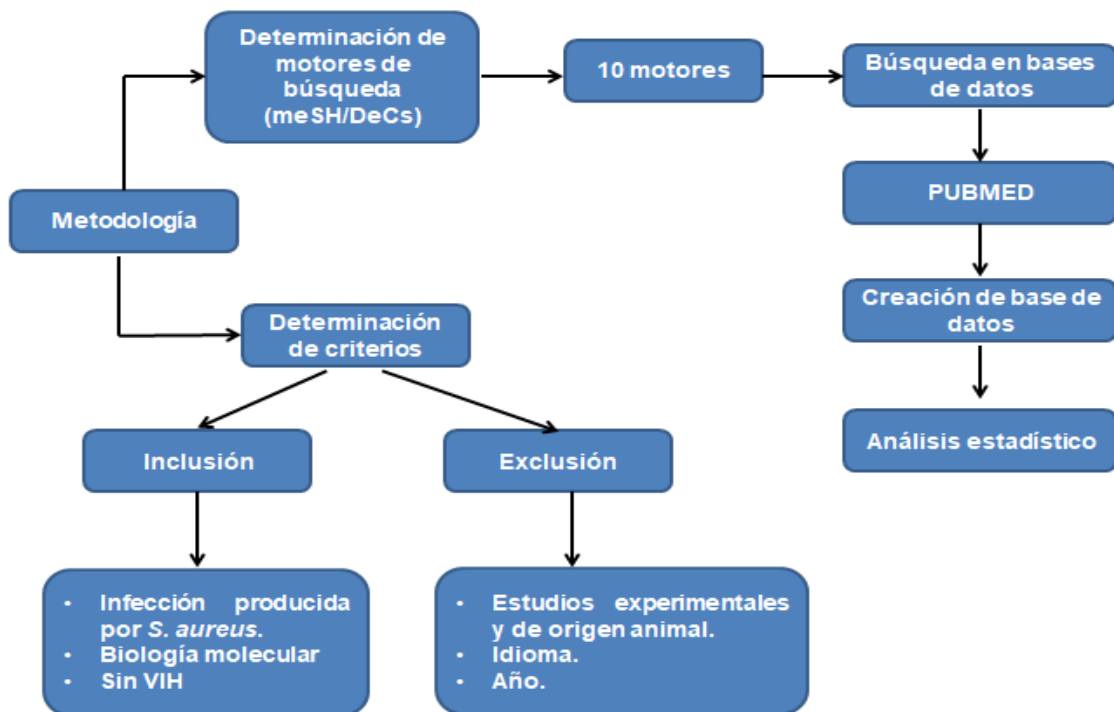 Determinación de
motores de
búsqueda
(meSH/DeCs)
10 motores
Búsqueda en bases
de datos
PUBMED
Metodología
Creación de base de
datos
Determinación
de criterios
Análisis estadístico
Inclusión
Exclusión
• Infección producida
por S. aureus.
• Biología molecular
• Sin VIH
• Estudios experimentales
y de origen animal.
• Idioma.
• Año.